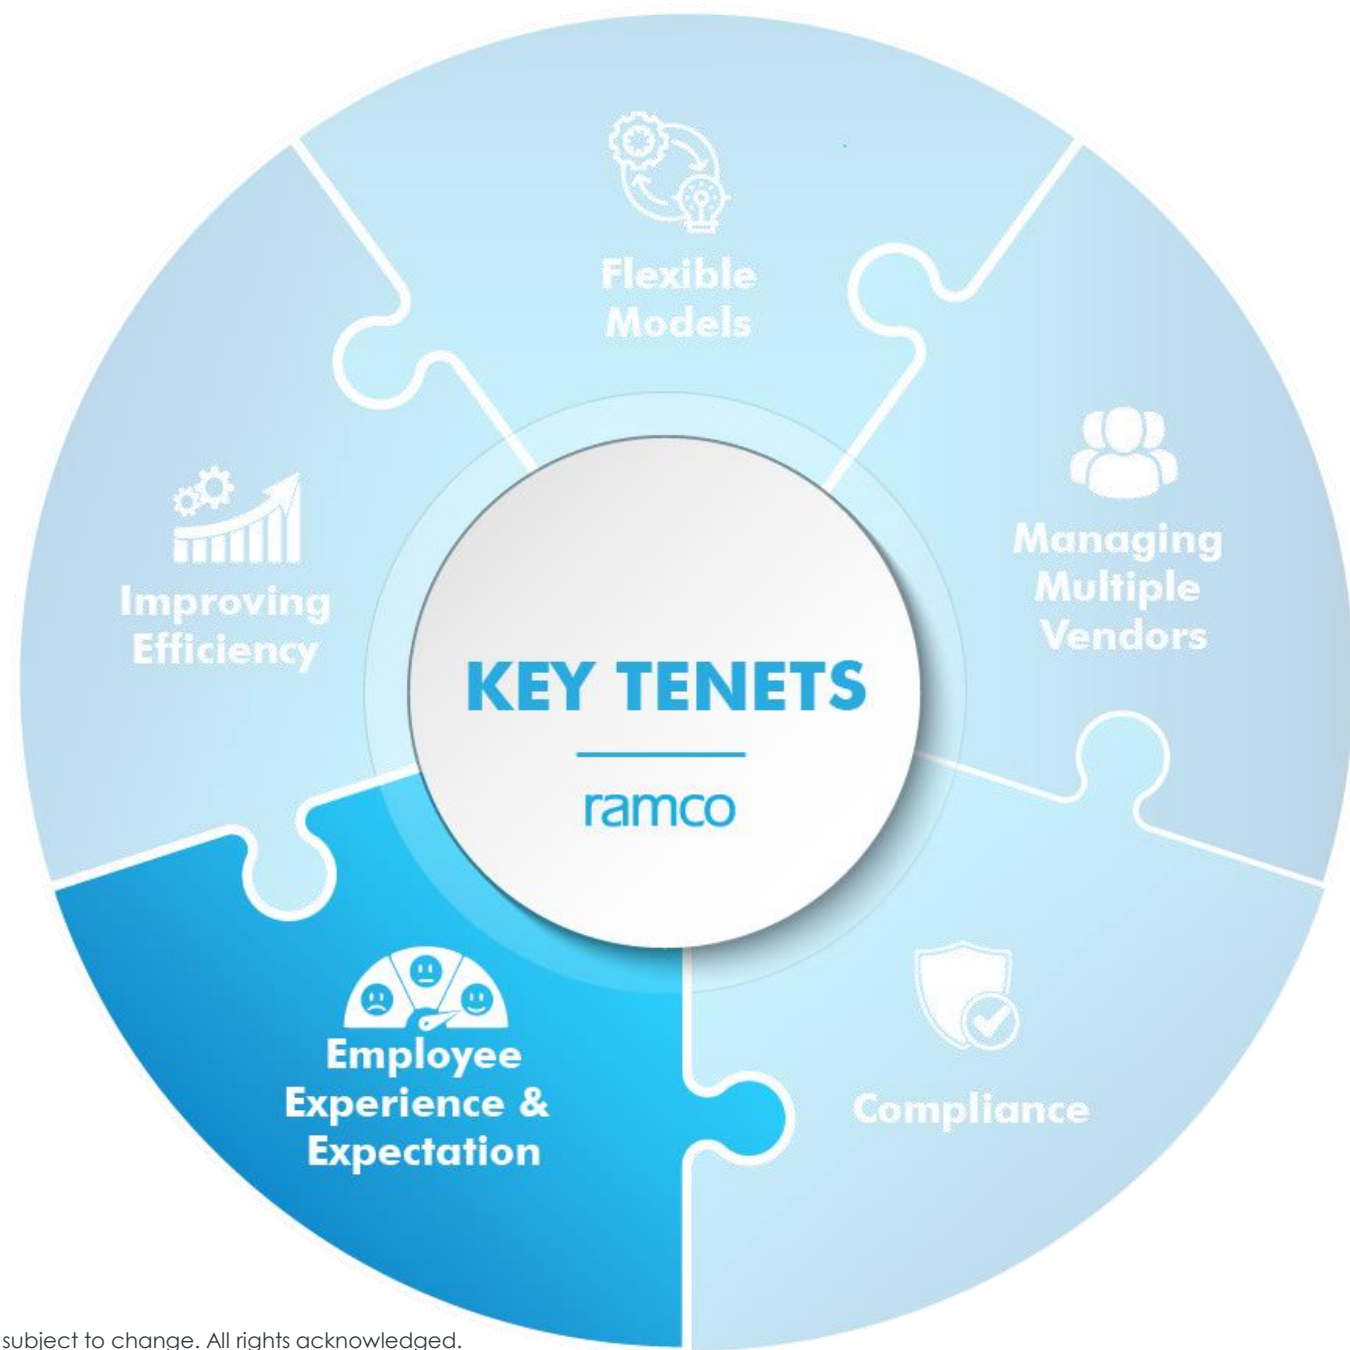 Flexible
Models
Managing
Multiple
Vendors
Improving
Efficiency
KEY TENETS
ramco
Employee
Experience &
Expectation
Compliance
subject to change. All rights acknowledged.